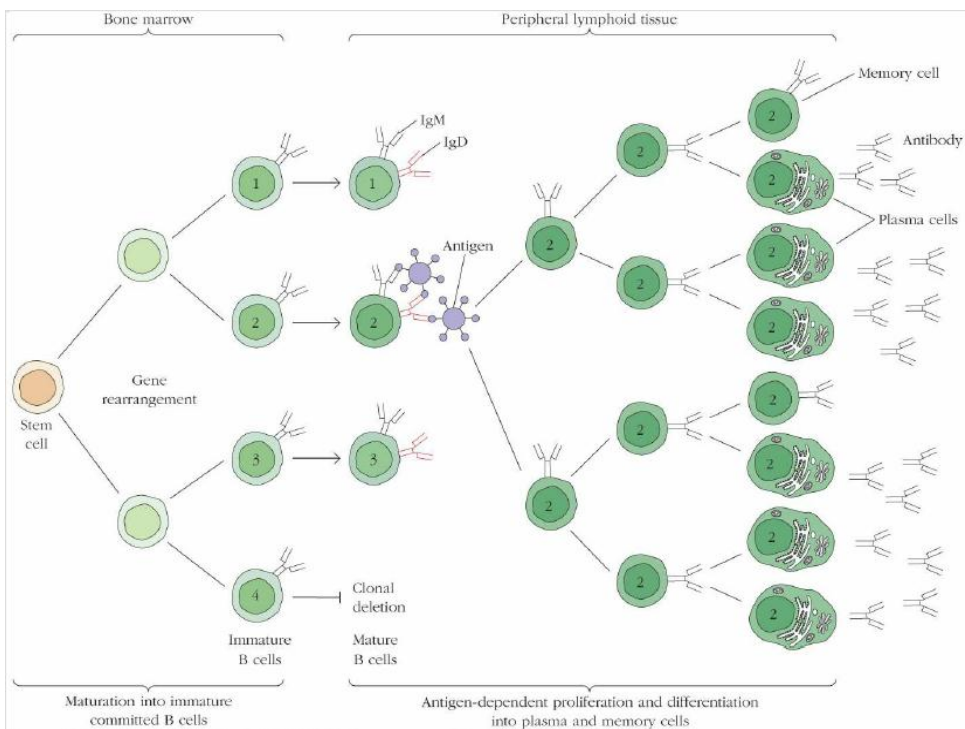 Bone marrow
Peripheral lymphoid tissue
Memory cell
2
IgM
IgD
Antibody
1
1
2
2
Plasma cells
2
Antigen
2
2
2
2
2
Gene
rearrangement
Stem
cell
2
3
3
2
2
2
2
4
Clonal
deletion
2
2
Immature
B cells
Mature
B cells
Maturation into immature
committed B cells
Antigen-dependent proliferation and differentiation
into plasma and memory cells